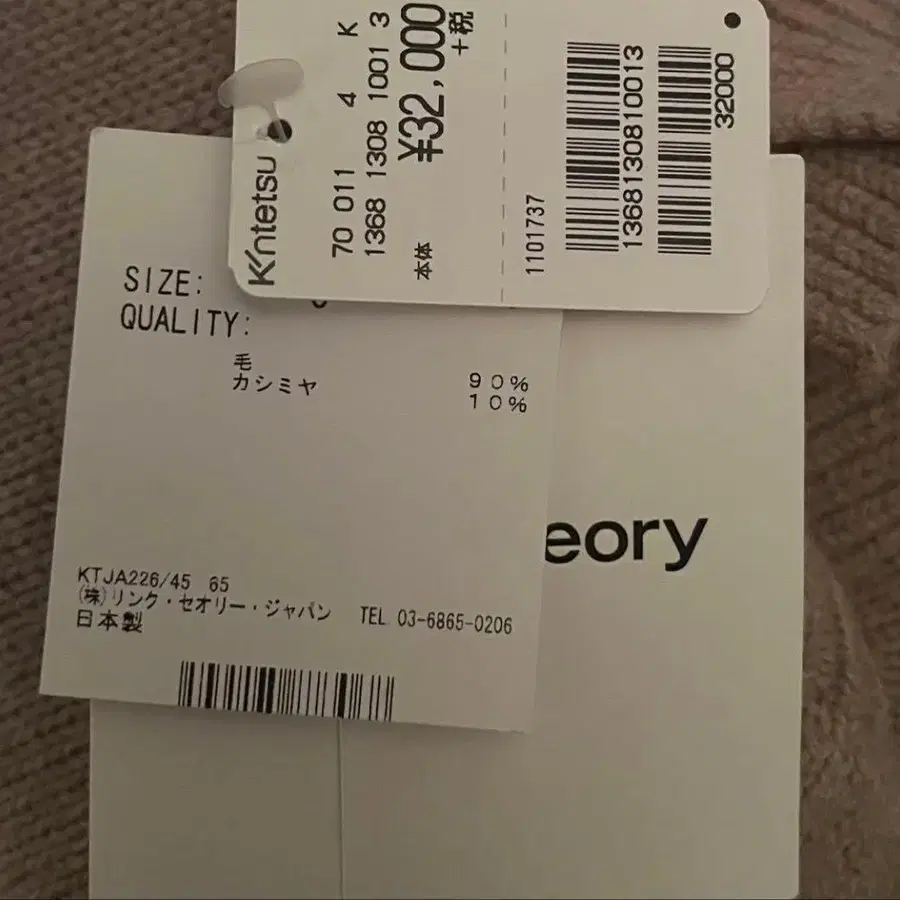 Kntetsu
70 011 4 K
1368 1308 1001 3
本体 ¥32,000 +税
1101737
1368130810013
32000
SIZE:
QUALITY:
毛 90%
カシミヤ 10%
KTJA226/45 65
(株)リンク・セオリー・ジャパン TEL 03-6865-0206
日本製
eory